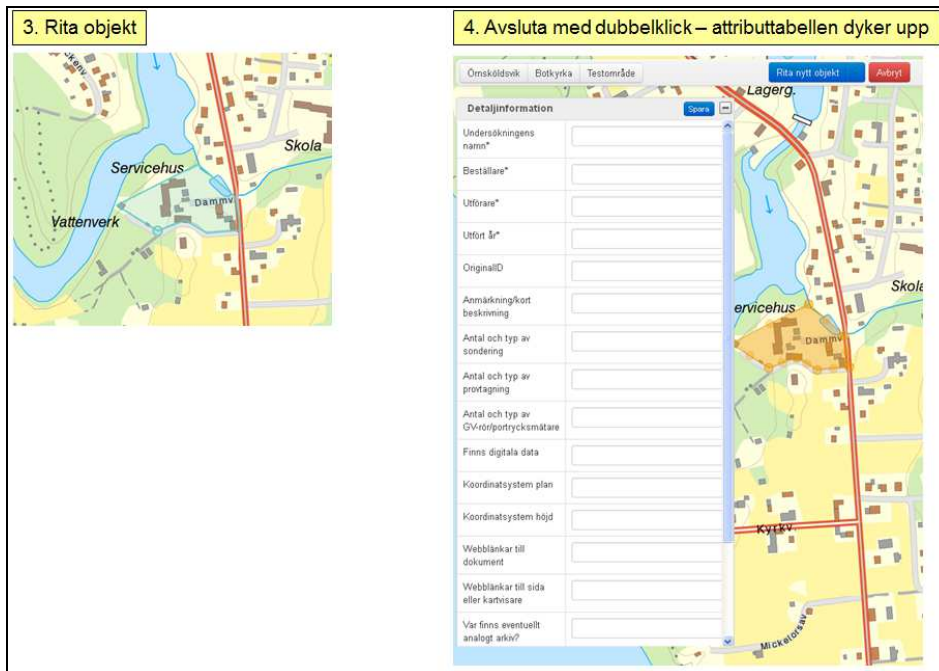 3. Rita objekt
Skola
Servicehus
Dammv.
Vattenverk
4. Avsluta med dubbelklick – attributtabellen dyker upp
Örnsköldsvik Botkyrka Testområde Rita nytt objekt Avbryt
Lagerg.
Detaljinformation Spara
Undersökningens
namn*
Beställare*
Utförare*
Utfört år*
OriginalID
Anmärkning/kort
beskrivning
Antal och typ av
sondering
Antal och typ av
provtagning
Antal och typ av
GV-rör/portrycksmätare
Finns digitala data
Koordinatsystem plan
Koordinatsystem höjd
Webblänkar till
dokument
Webblänkar till sida
eller kartvisare
Var finns eventuellt
analogt arkiv?
Skola
ervicehus
Dammv.
Kyrkv.